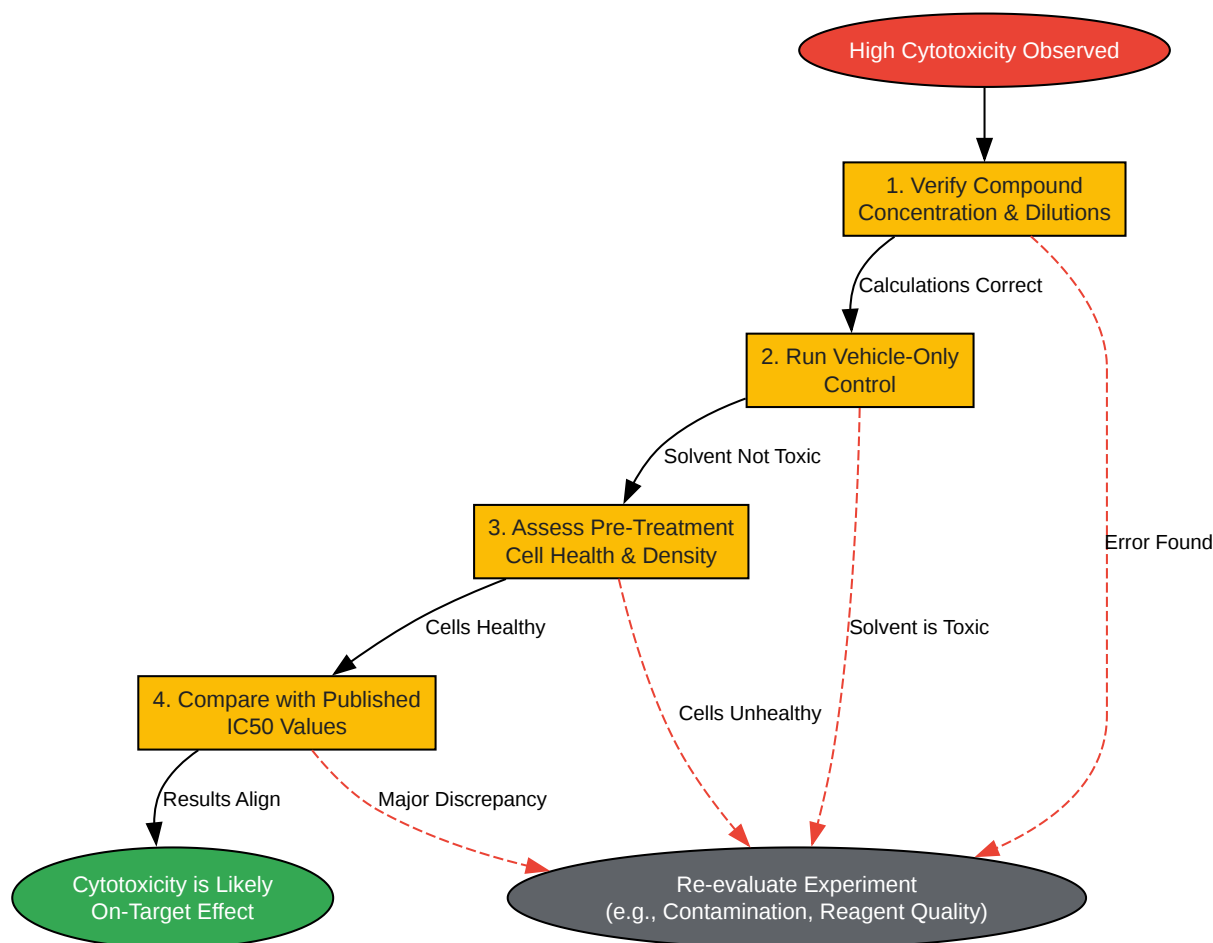 High Cytotoxicity Observed
1. Verify Compound
Concentration & Dilutions
Calculations Correct
2. Run Vehicle-Only
Control
Solvent Not Toxic
3. Assess Pre-Treatment
Cell Health & Density
Error Found
Cells Healthy
Solvent is Toxic
4. Compare with Published
IC50 Values
Cells Unhealthy
Results Align
Major Discrepancy
Cytotoxicity is Likely
On-Target Effect
Re-evaluate Experiment
(e.g., Contamination, Reagent Quality)